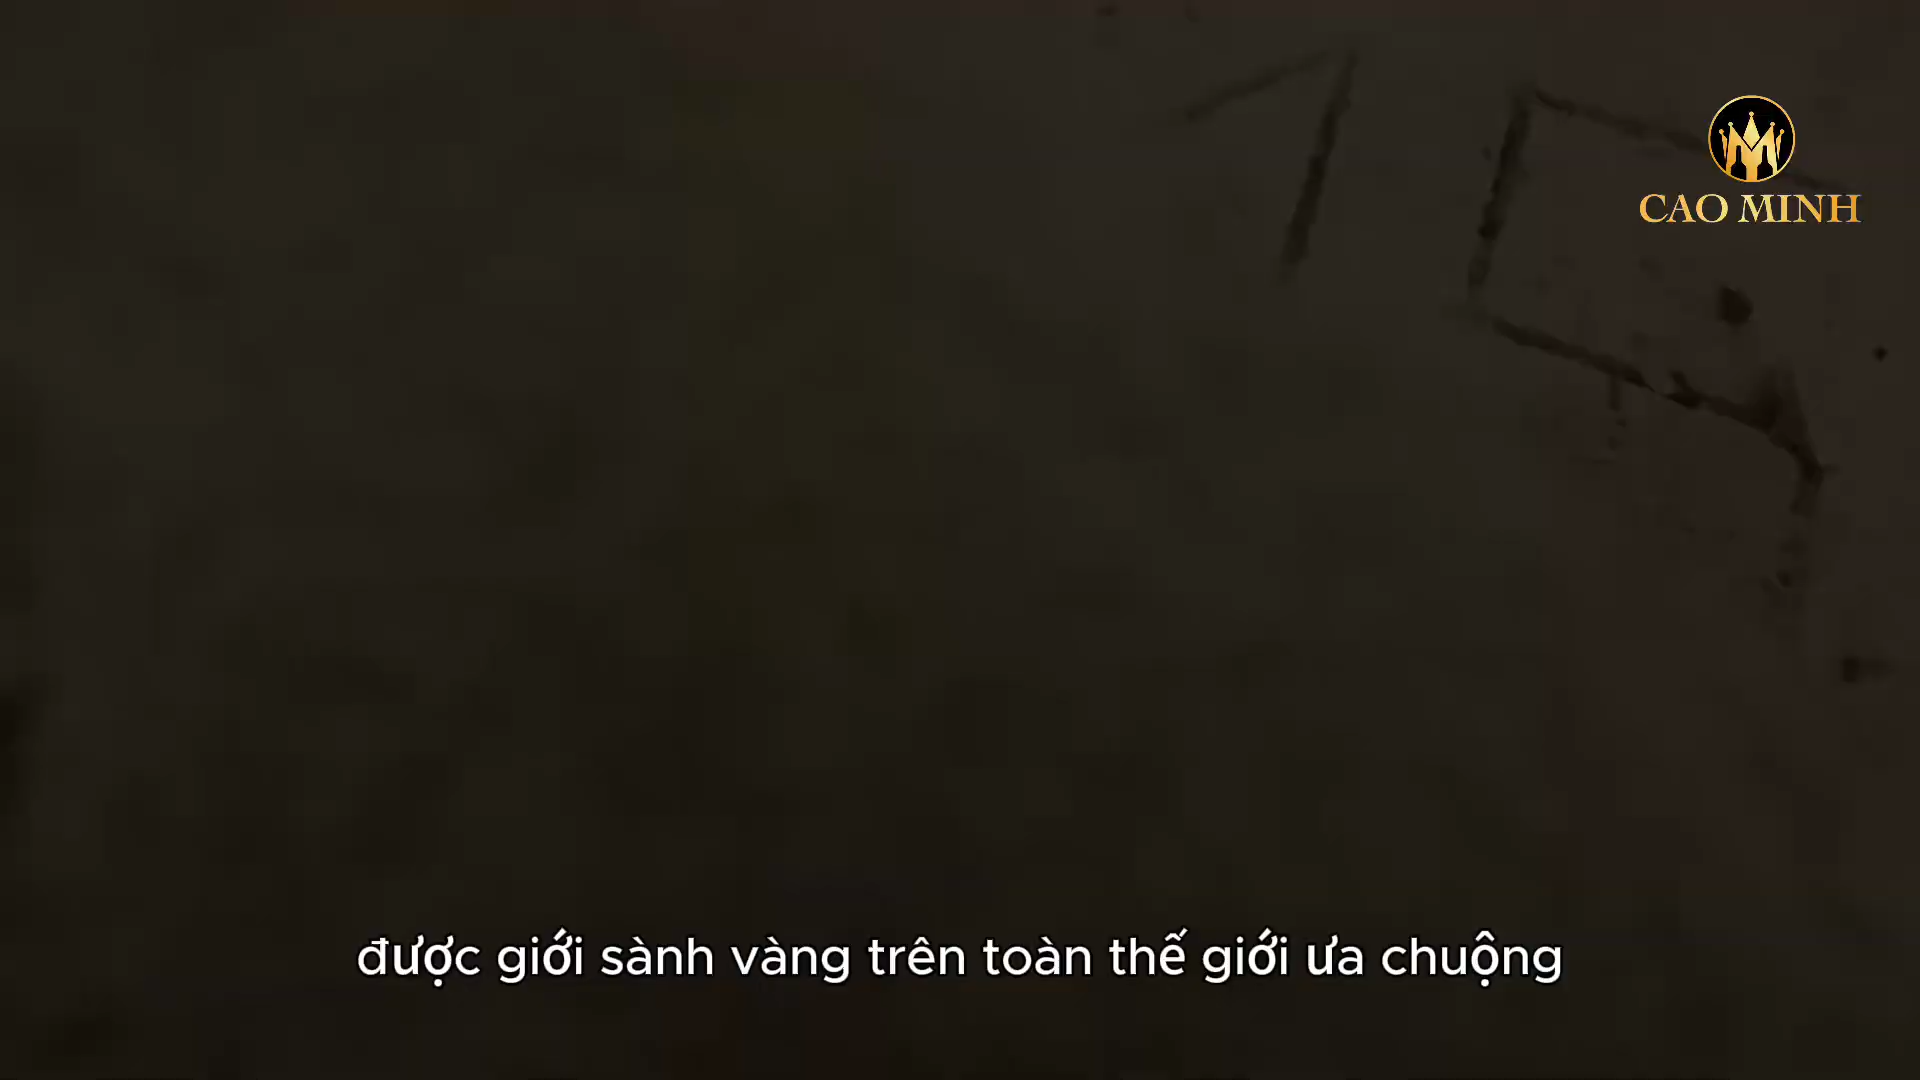 CAO MINH
được giới sành vàng trên toàn thế giới ưa chuộng